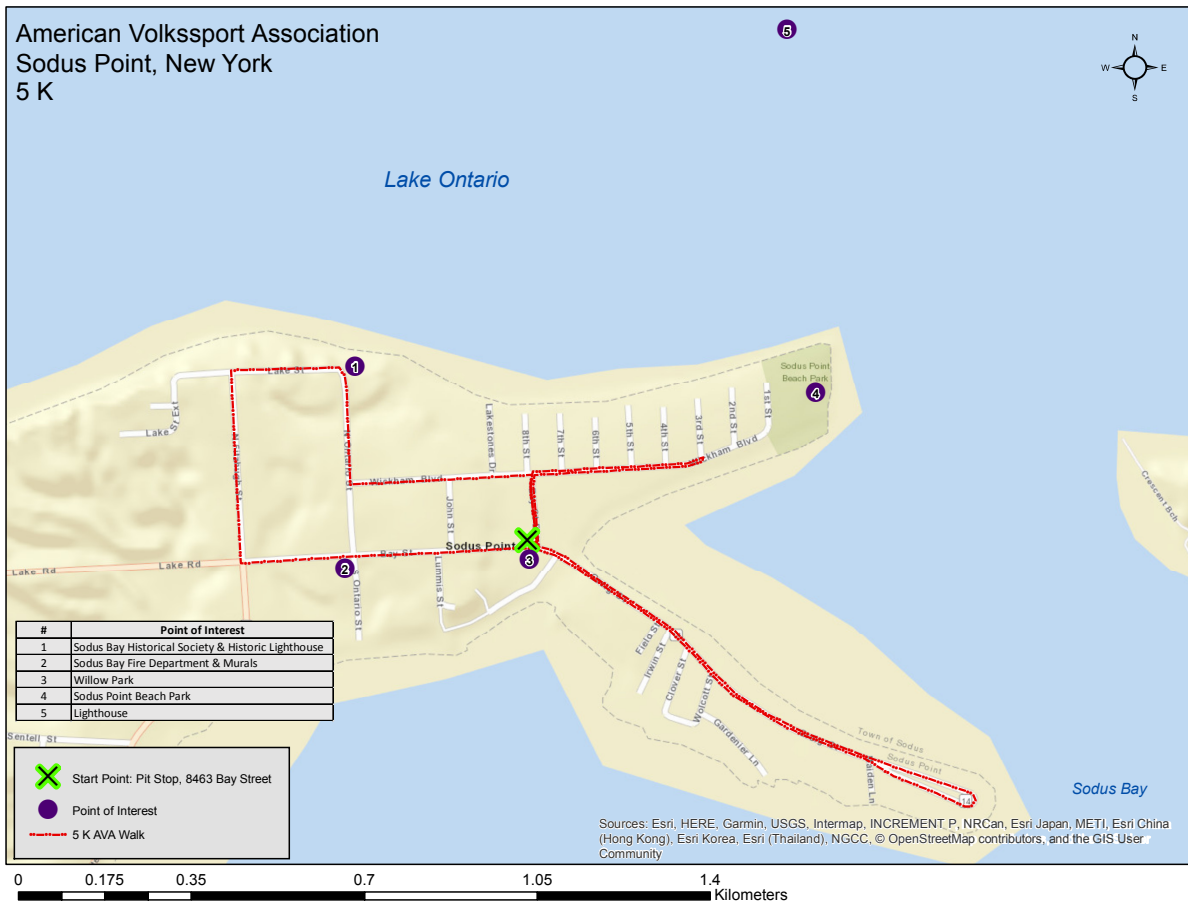 American Volkssport Association
Sodus Point, New York
5 K
5
N
W E
S
Lake Ontario
Sodus Point
Beach Park
4
1
Lake St
Lake St Ext
N Fitzhugh St
N Ontario St
Wickham Blvd
Lakestones Dr
8th St
7th St
6th St
5th St
4th St
3rd St
2nd St
1st St
Wickham Blvd
John St
Sodus Point
3
Bay St
2
Lake Rd
Lake Rd
Ontario St
Lummis St
Crescent Bch
Field St
Irwin St
Clover St
Wolcott St
Gardenier Ln
Town of Sodus
Sodus Point
14
Sentell St
Sodus Bay
# Point of Interest
1 Sodus Bay Historical Society & Historic Lighthouse
2 Sodus Bay Fire Department & Murals
3 Willow Park
4 Sodus Point Beach Park
5 Lighthouse
Start Point: Pit Stop, 8463 Bay Street
Point of Interest
5 K AVA Walk
Sources: Esri, HERE, Garmin, USGS, Intermap, INCREMENT P, NRCan, Esri Japan, METI, Esri China
(Hong Kong), Esri Korea, Esri (Thailand), NGCC, © OpenStreetMap contributors, and the GIS User
Community
0 0.175 0.35 0.7 1.05 1.4
Kilometers